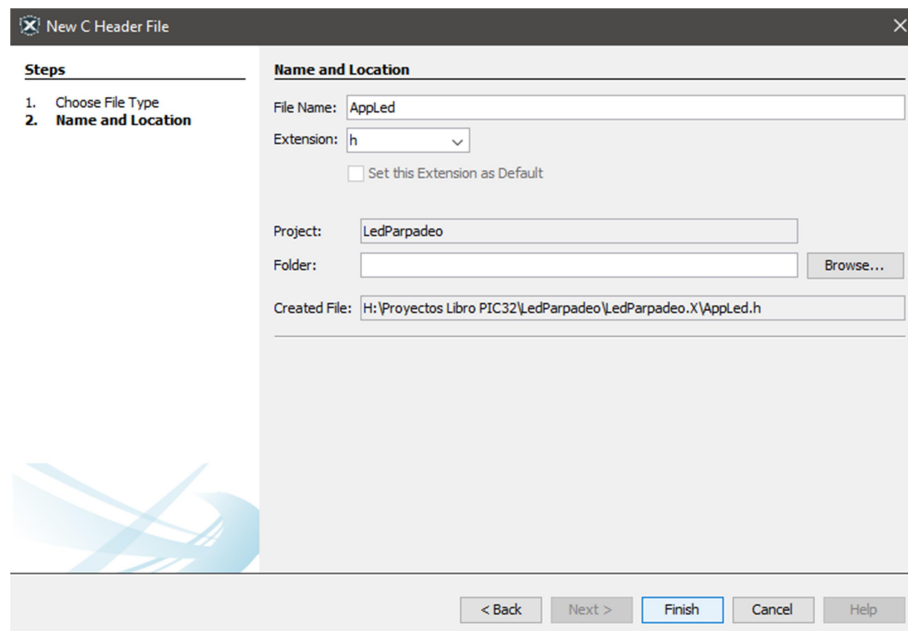 New C Header File
Steps
1. Choose File Type
2. Name and Location
Name and Location
File Name: AppLed
Extension: h
Set this Extension as Default
Project: LedParpadeo
Folder:
Browse...
Created File: H:\Proyectos Libro PIC32\LedParpadeo\LedParpadeo.X\AppLed.h
< Back Next > Finish Cancel Help